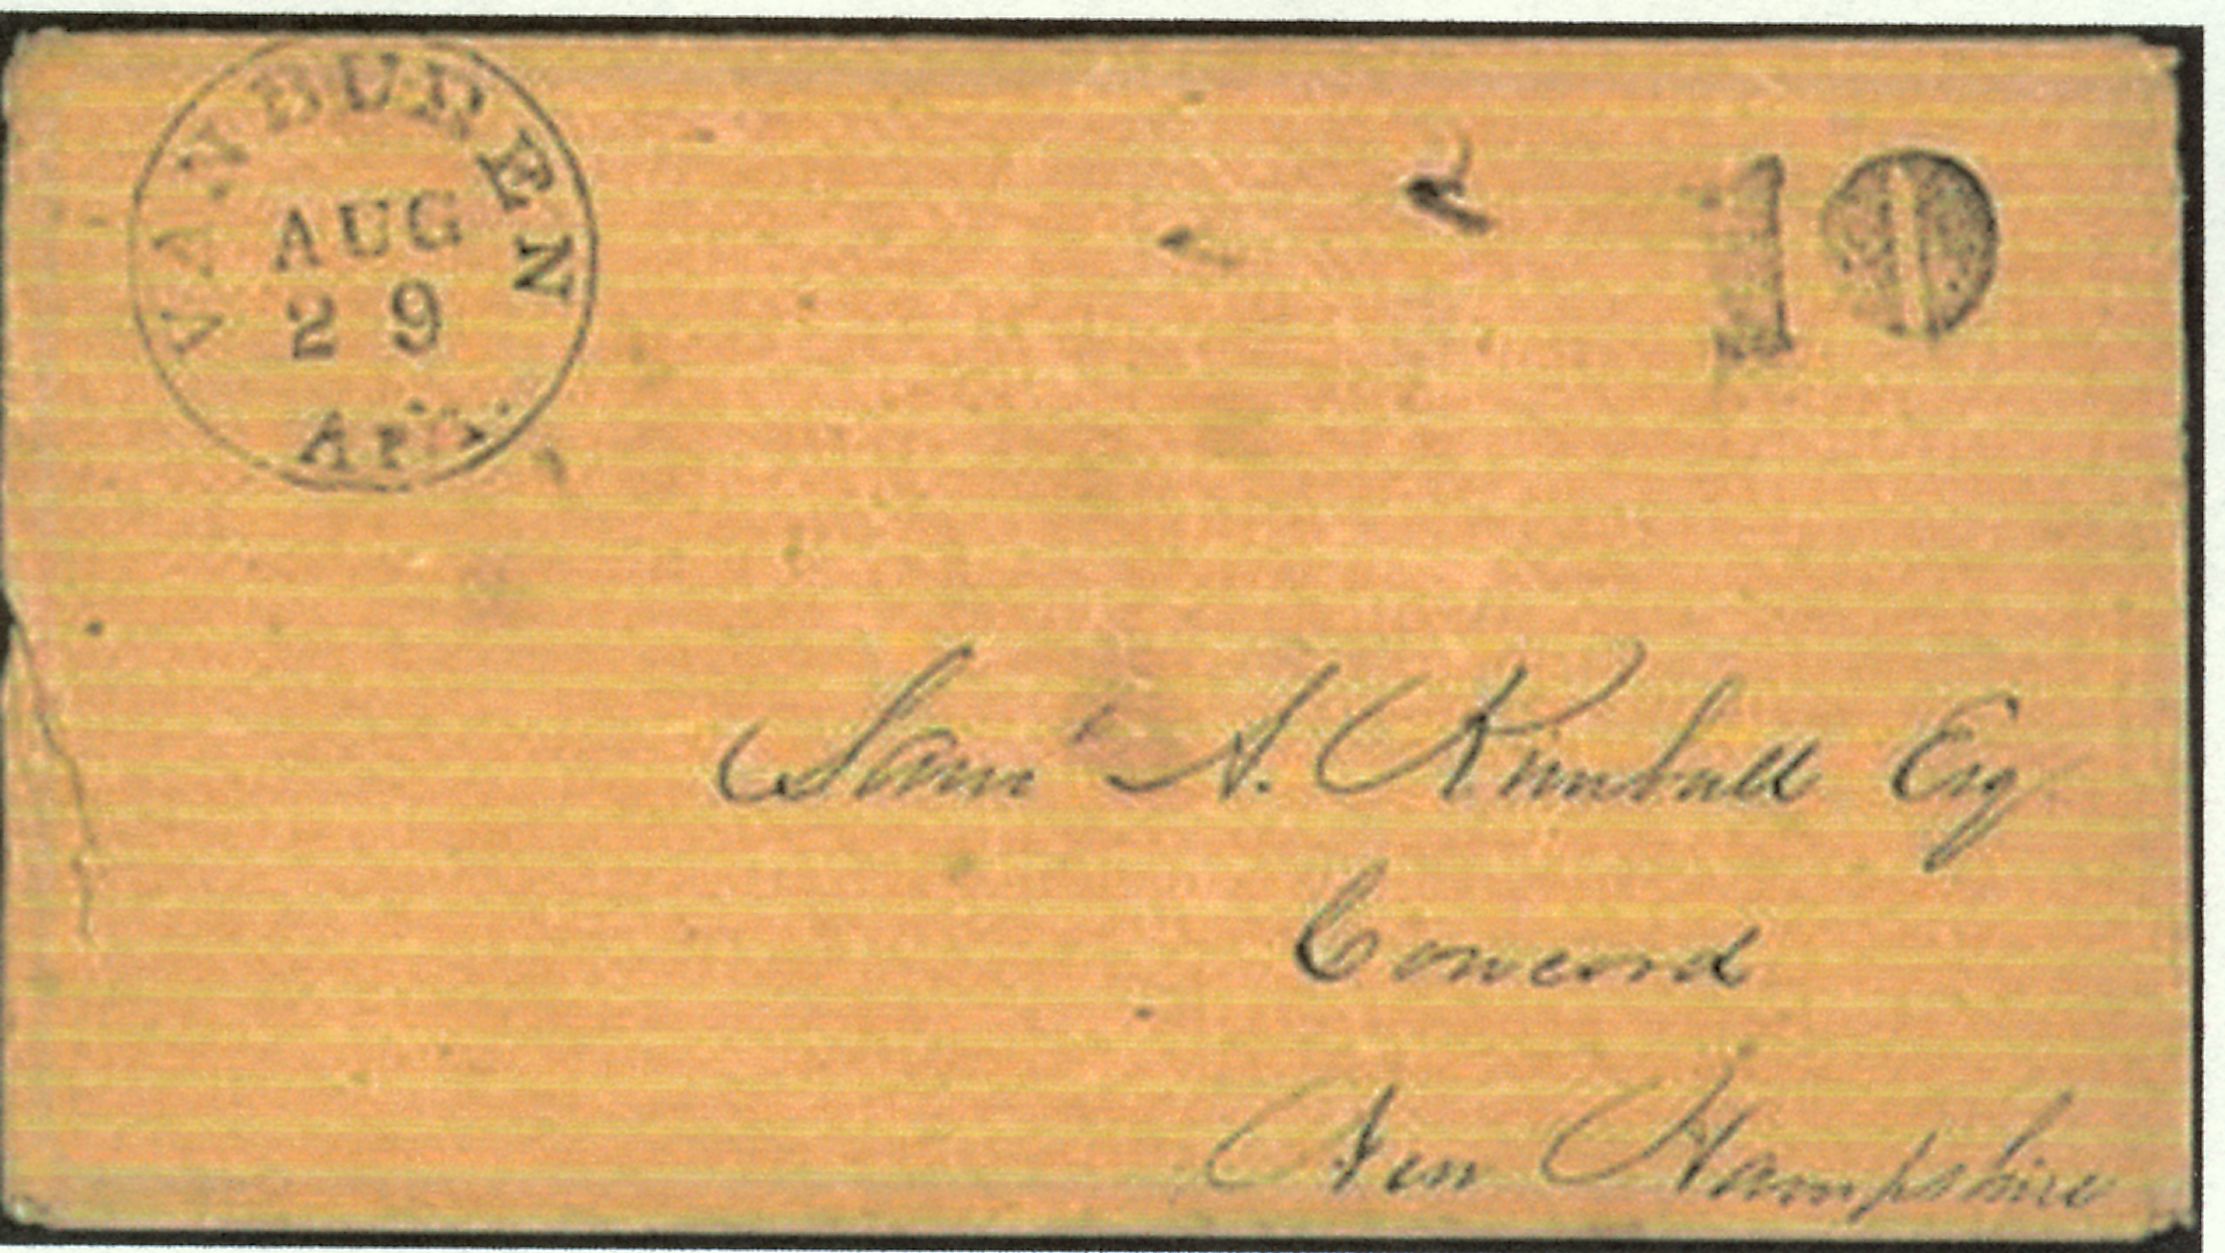 VAN BUREN
AUG
29
Ark.
10
Sam A. Kimball Esq
Concord
New Hampshire